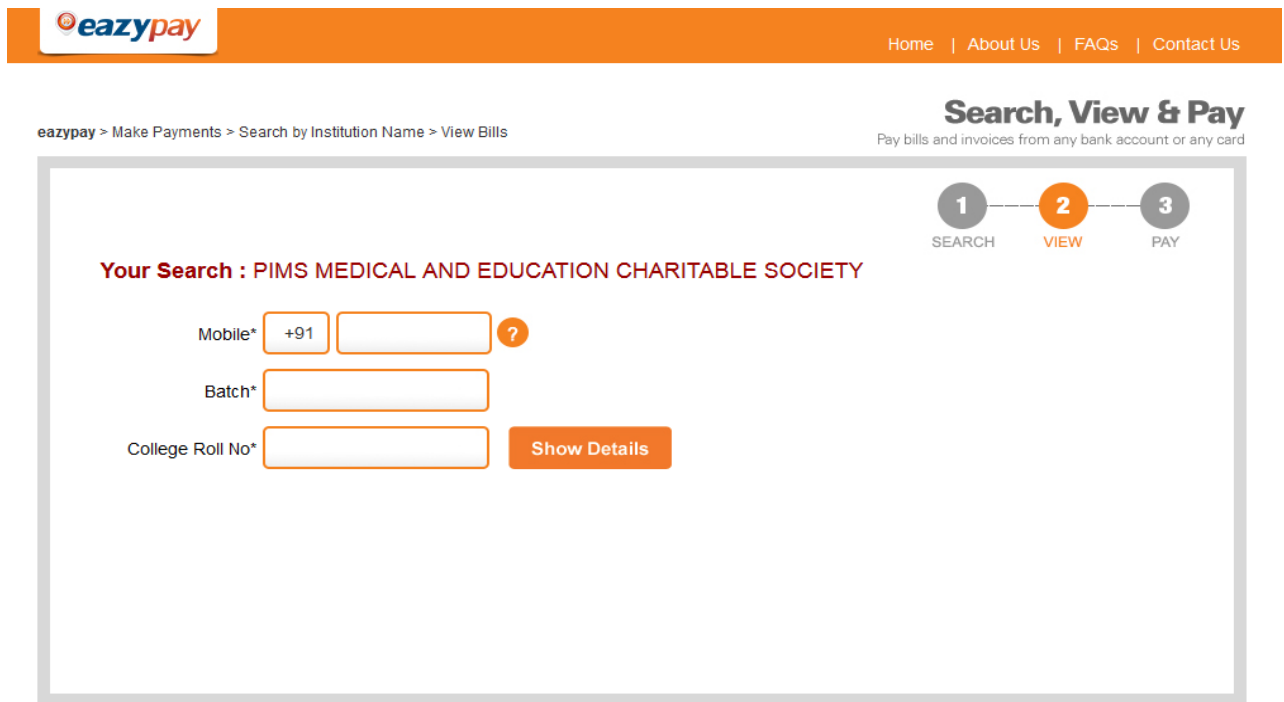 eazypay
Home | About Us | FAQs | Contact Us
Search, View & Pay
eazypay > Make Payments > Search by Institution Name > View Bills
Pay bills and invoices from any bank account or any card
1 2 3
SEARCH VIEW PAY
Your Search : PIMS MEDICAL AND EDUCATION CHARITABLE SOCIETY
Mobile* +91 ?
Batch*
College Roll No* Show Details